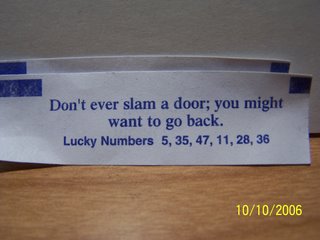 Don't ever slam a door; you might
want to go back.
Lucky Numbers 5, 35, 47, 11, 28, 36
10/10/2006